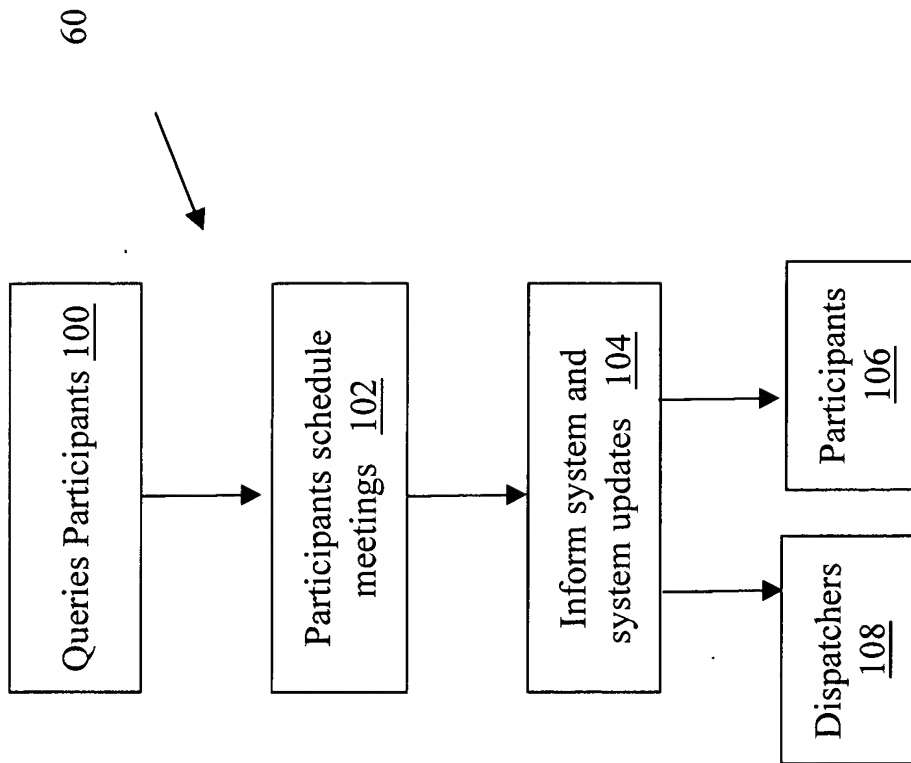 60
Queries Participants 100
Participants schedule
meetings 102
Inform system and
system updates 104
Dispatchers
108
Participants
106